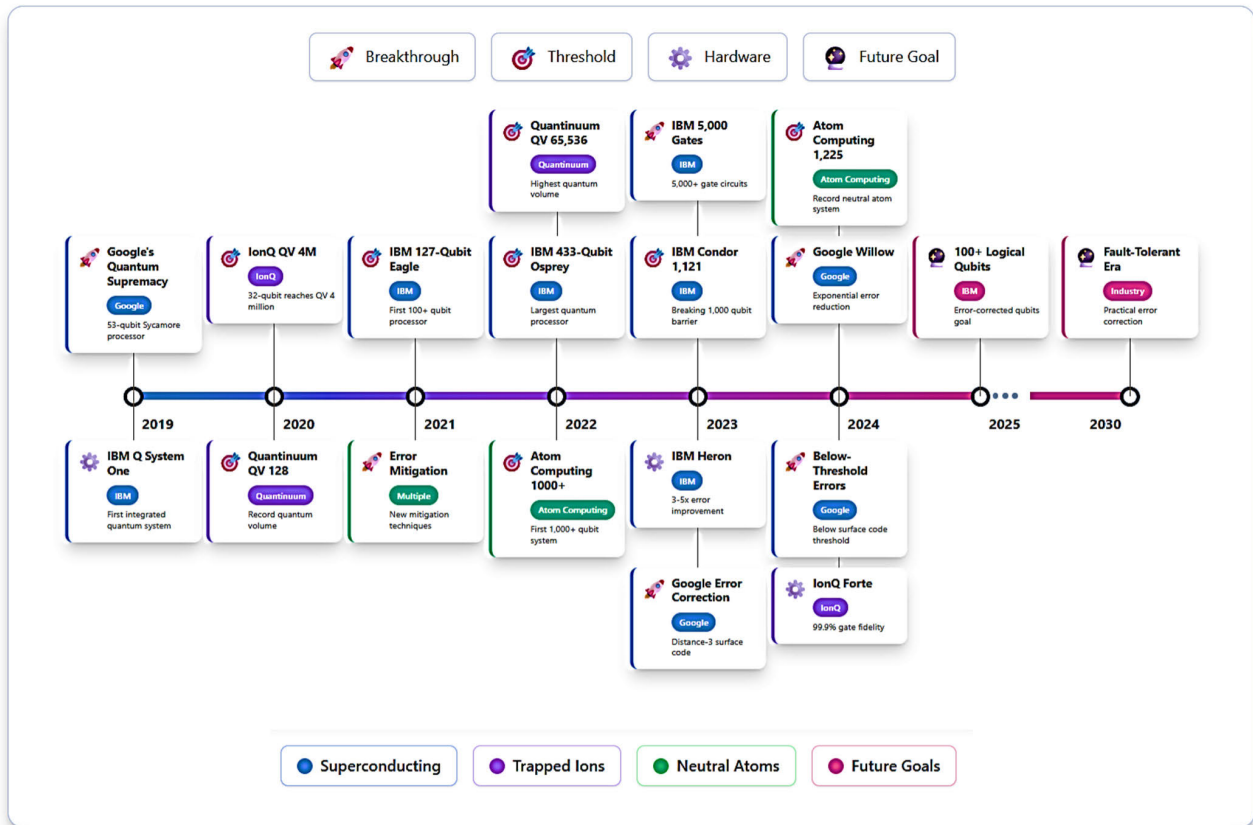 Breakthrough
Threshold
Hardware
Future Goal
Quantinuum
QV 65,536
Quantinuum
Highest quantum
volume
IBM 5,000
Gates
IBM
5,000+ gate circuits
Atom
Computing
1,225
Atom Computing
Record neutral atom
system
Google's
Quantum
Supremacy
Google
53-qubit Sycamore
processor
IonQ QV 4M
IonQ
32-qubit reaches QV 4
million
IBM 127-Qubit
Eagle
IBM
First 100+ qubit
processor
IBM 433-Qubit
Osprey
IBM
Largest quantum
processor
IBM Condor
1,121
IBM
Breaking 1,000 qubit
barrier
Google Willow
Google
Exponential error
reduction
100+ Logical
Qubits
IBM
Error-corrected qubits
goal
Fault-Tolerant
Era
Industry
Practical error
correction
2019
2020
2021
2022
2023
2024
2025
2030
IBM Q System
One
IBM
First integrated
quantum system
Quantinuum
QV 128
Quantinuum
Record quantum
volume
Error
Mitigation
Multiple
New mitigation
techniques
Atom
Computing
1000+
Atom Computing
First 1,000+ qubit
system
IBM Heron
IBM
3-5x error
improvement
Below-
Threshold
Errors
Google
Below surface code
threshold
Google Error
Correction
Google
Distance-3 surface
code
IonQ Forte
IonQ
99.9% gate fidelity
Superconducting
Trapped Ions
Neutral Atoms
Future Goals